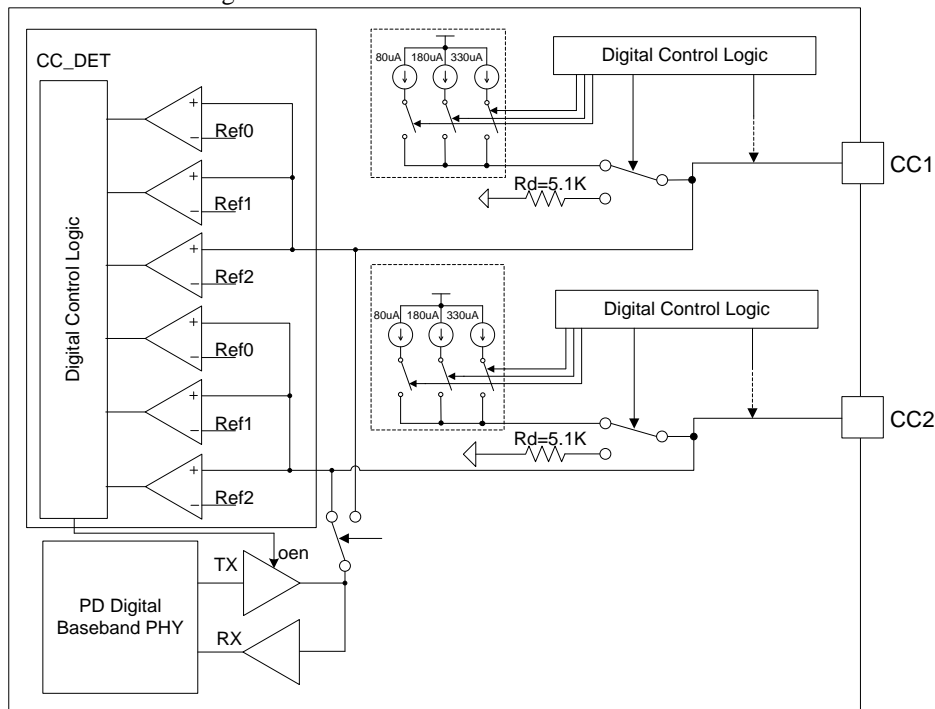 CC_DET
Digital Control Logic
Ref0
Ref1
Ref2
Ref0
Ref1
Ref2
80uA 180uA 330uA
Digital Control Logic
Rd=5.1K
CC1
80uA 180uA 330uA
Digital Control Logic
Rd=5.1K
CC2
oen
TX
RX
PD Digital
Baseband PHY